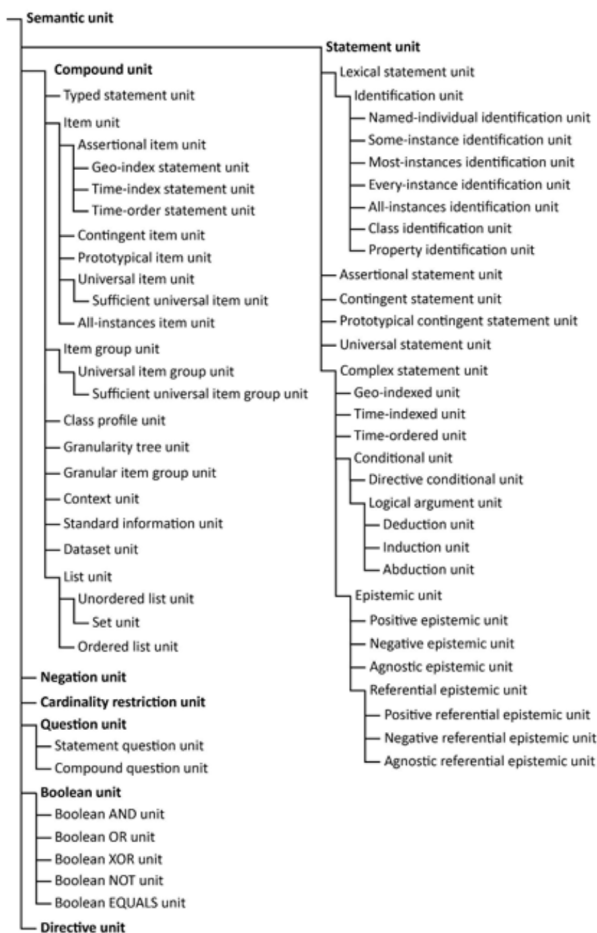 Semantic unit
Compound unit
Typed statement unit
Item unit
Assertional item unit
Geo-index statement unit
Time-index statement unit
Time-order statement unit
Contingent item unit
Prototypical item unit
Universal item unit
Sufficient universal item unit
All-instances item unit
Item group unit
Universal item group unit
Sufficient universal item group unit
Class profile unit
Granularity tree unit
Granular item group unit
Context unit
Standard information unit
Dataset unit
List unit
Unordered list unit
Set unit
Ordered list unit
Negation unit
Cardinality restriction unit
Question unit
Statement question unit
Compound question unit
Boolean unit
Boolean AND unit
Boolean OR unit
Boolean XOR unit
Boolean NOT unit
Boolean EQUALS unit
Directive unit
Statement unit
Lexical statement unit
Identification unit
Named-individual identification unit
Some-instance identification unit
Most-instances identification unit
Every-instance identification unit
All-instances identification unit
Class identification unit
Property identification unit
Assertional statement unit
Contingent statement unit
Prototypical contingent statement unit
Universal statement unit
Complex statement unit
Geo-indexed unit
Time-indexed unit
Time-ordered unit
Conditional unit
Directive conditional unit
Logical argument unit
Deduction unit
Induction unit
Abduction unit
Epistemic unit
Positive epistemic unit
Negative epistemic unit
Agnostic epistemic unit
Referential epistemic unit
Positive referential epistemic unit
Negative referential epistemic unit
Agnostic referential epistemic unit